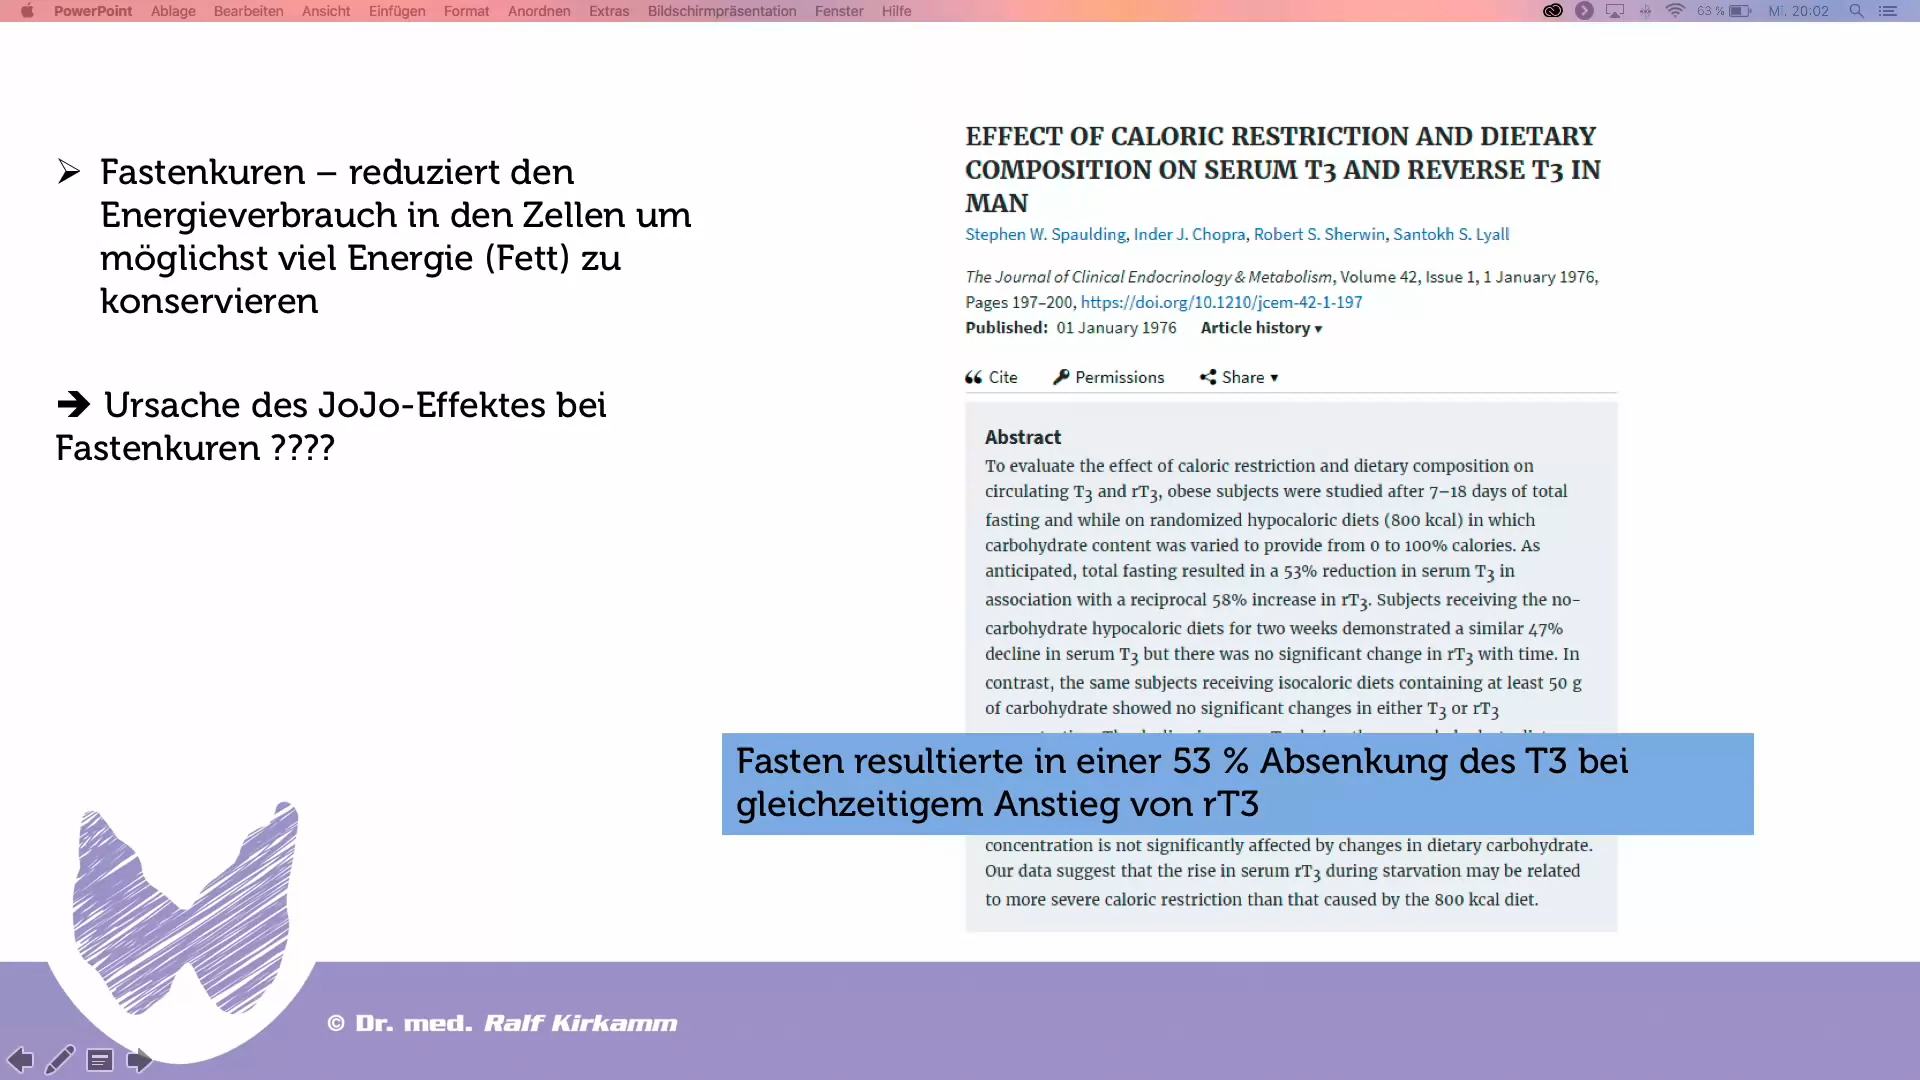 PowerPoint Ablage Bearbeiten Ansicht Einfügen Format Anordnen Extras Bildschirmpräsentation Fenster Hilfe 63 % Mi. 20:02
➢ Fastenkuren – reduziert den
Energieverbrauch in den Zellen um
möglichst viel Energie (Fett) zu
konservieren
➔ Ursache des JoJo-Effektes bei
Fastenkuren ????
EFFECT OF CALORIC RESTRICTION AND DIETARY
COMPOSITION ON SERUM T3 AND REVERSE T3 IN
MAN
Stephen W. Spaulding, Inder J. Chopra, Robert S. Sherwin, Santokh S. Lyall
The Journal of Clinical Endocrinology & Metabolism, Volume 42, Issue 1, 1 January 1976,
Pages 197–200, https://doi.org/10.1210/jcem-42-1-197
Published: 01 January 1976 Article history ▾
Cite Permissions Share ▾
Abstract
To evaluate the effect of caloric restriction and dietary composition on
circulating T3 and rT3, obese subjects were studied after 7–18 days of total
fasting and while on randomized hypocaloric diets (800 kcal) in which
carbohydrate content was varied to provide from 0 to 100% calories. As
anticipated, total fasting resulted in a 53% reduction in serum T3 in
association with a reciprocal 58% increase in rT3. Subjects receiving the no-
carbohydrate hypocaloric diets for two weeks demonstrated a similar 47%
decline in serum T3 but there was no significant change in rT3 with time. In
contrast, the same subjects receiving isocaloric diets containing at least 50 g
of carbohydrate showed no significant changes in either T3 or rT3
Fasten resultierte in einer 53 % Absenkung des T3 bei
gleichzeitigem Anstieg von rT3
concentration is not significantly affected by changes in dietary carbohydrate.
Our data suggest that the rise in serum rT3 during starvation may be related
to more severe caloric restriction than that caused by the 800 kcal diet.
© Dr. med. Ralf Kirkamm